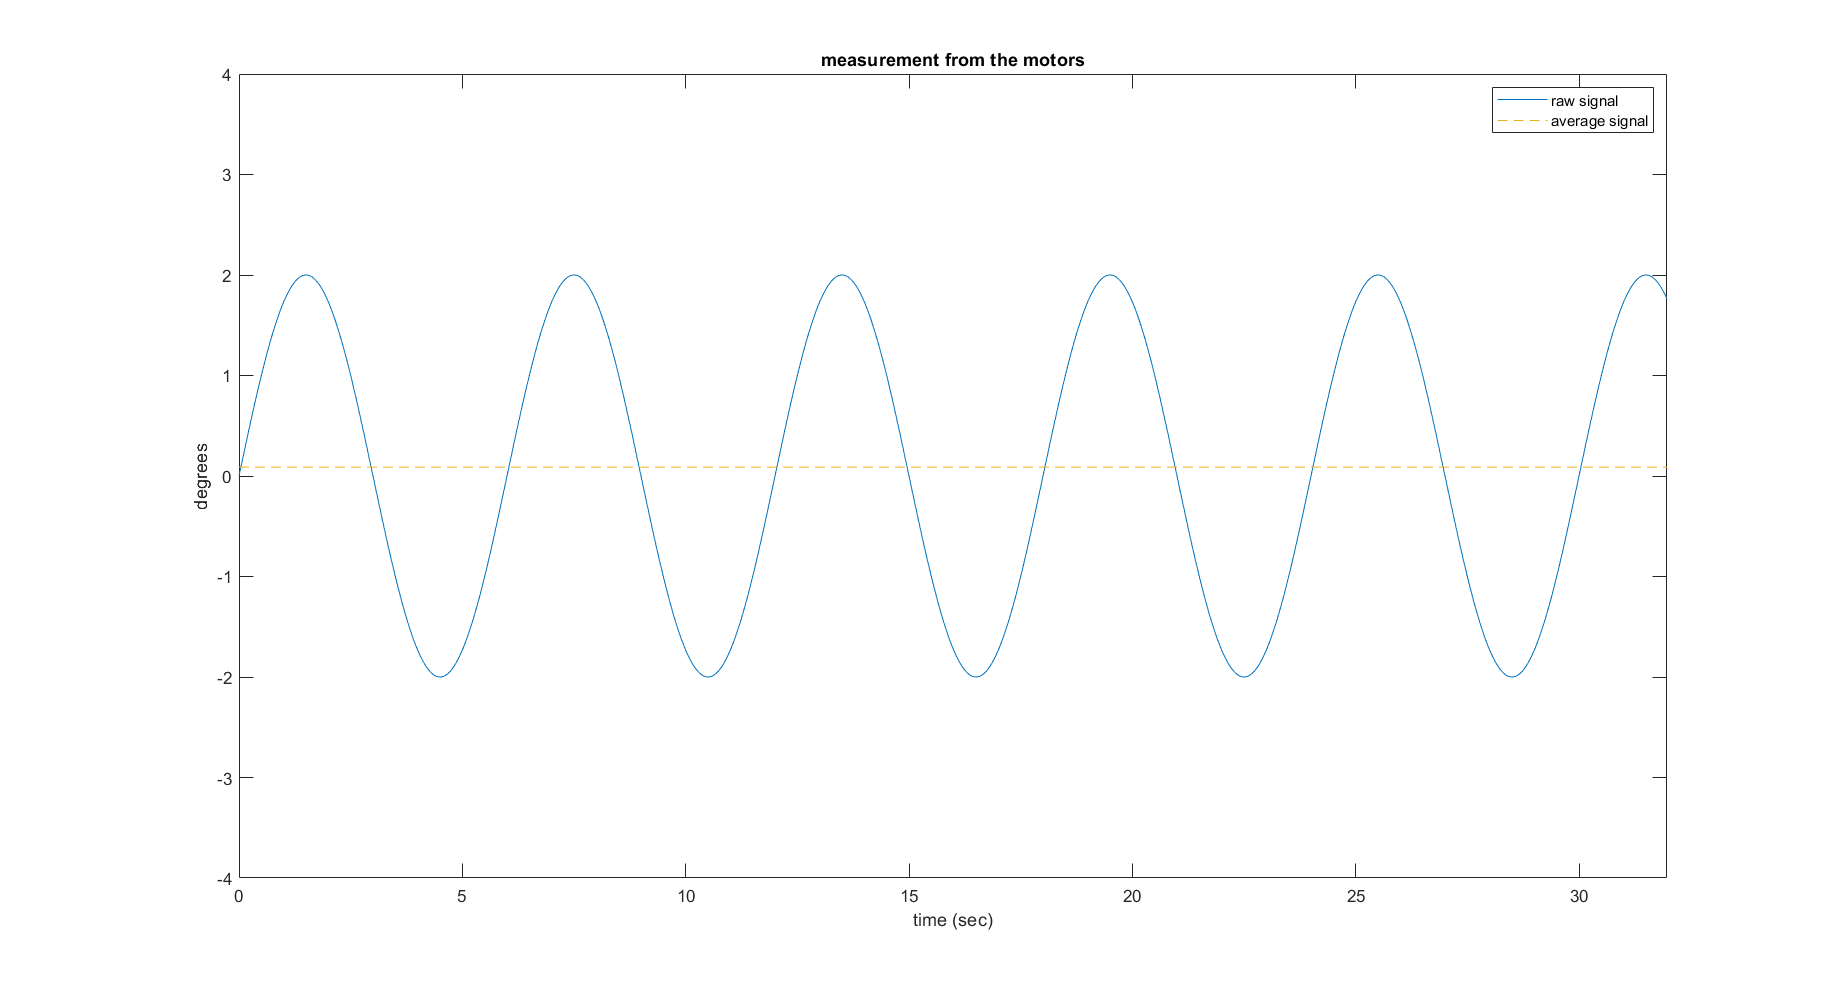 measurement from the motors
raw signal
average signal
4
3
2
1
0
-1
-2
-3
-4
degrees
0 5 10 15 20 25 30
time (sec)